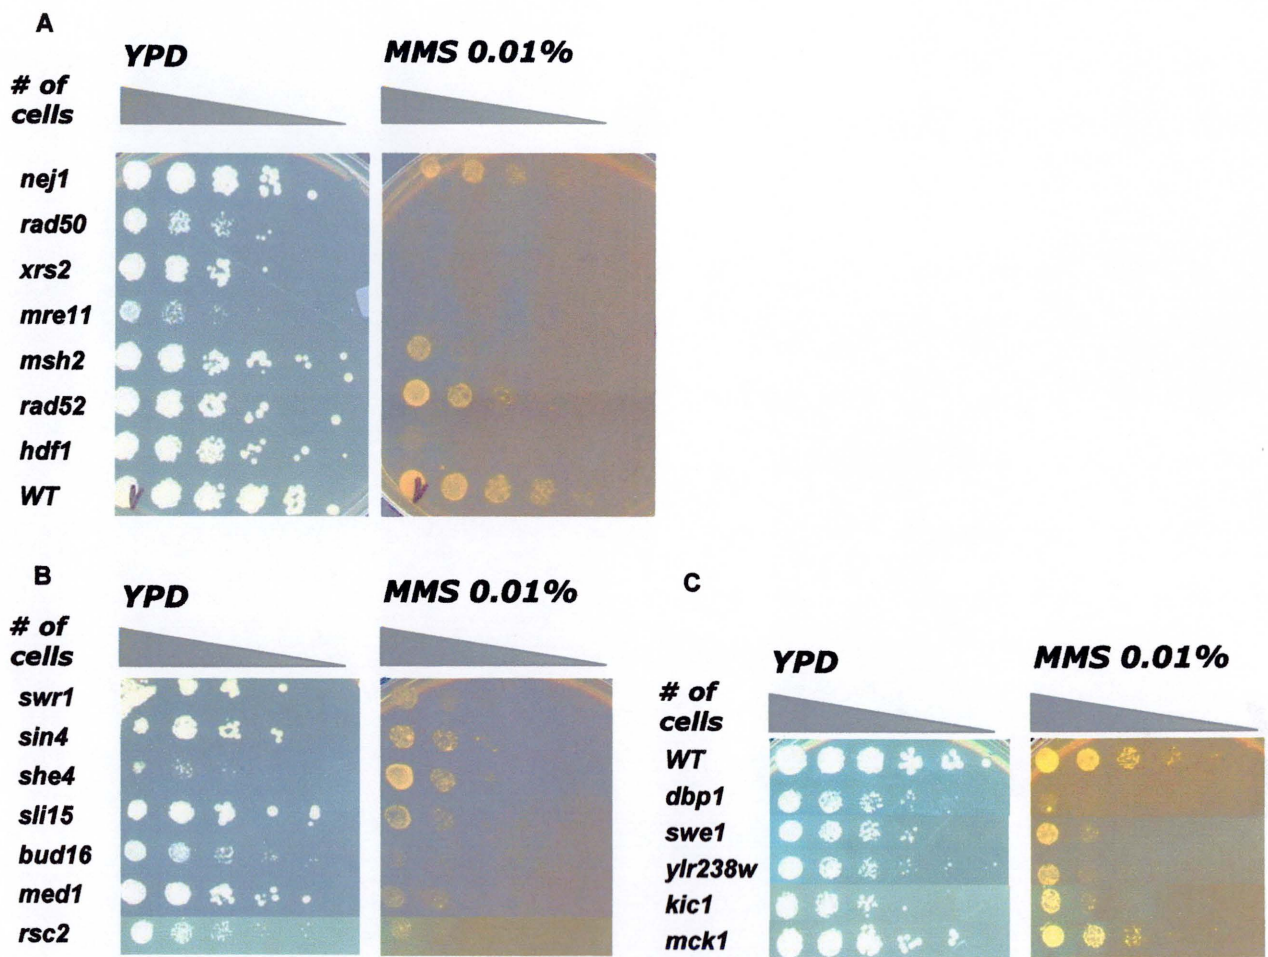 A
YPD
MMS 0.01%
# of
cells
nej1
rad50
xrs2
mre11
msh2
rad52
hdf1
WT
B
YPD
MMS 0.01%
# of
cells
swr1
sin4
she4
sli15
bud16
med1
rsc2
C
YPD
MMS 0.01%
# of
cells
WT
dbp1
swe1
ylr238w
kic1
mck1